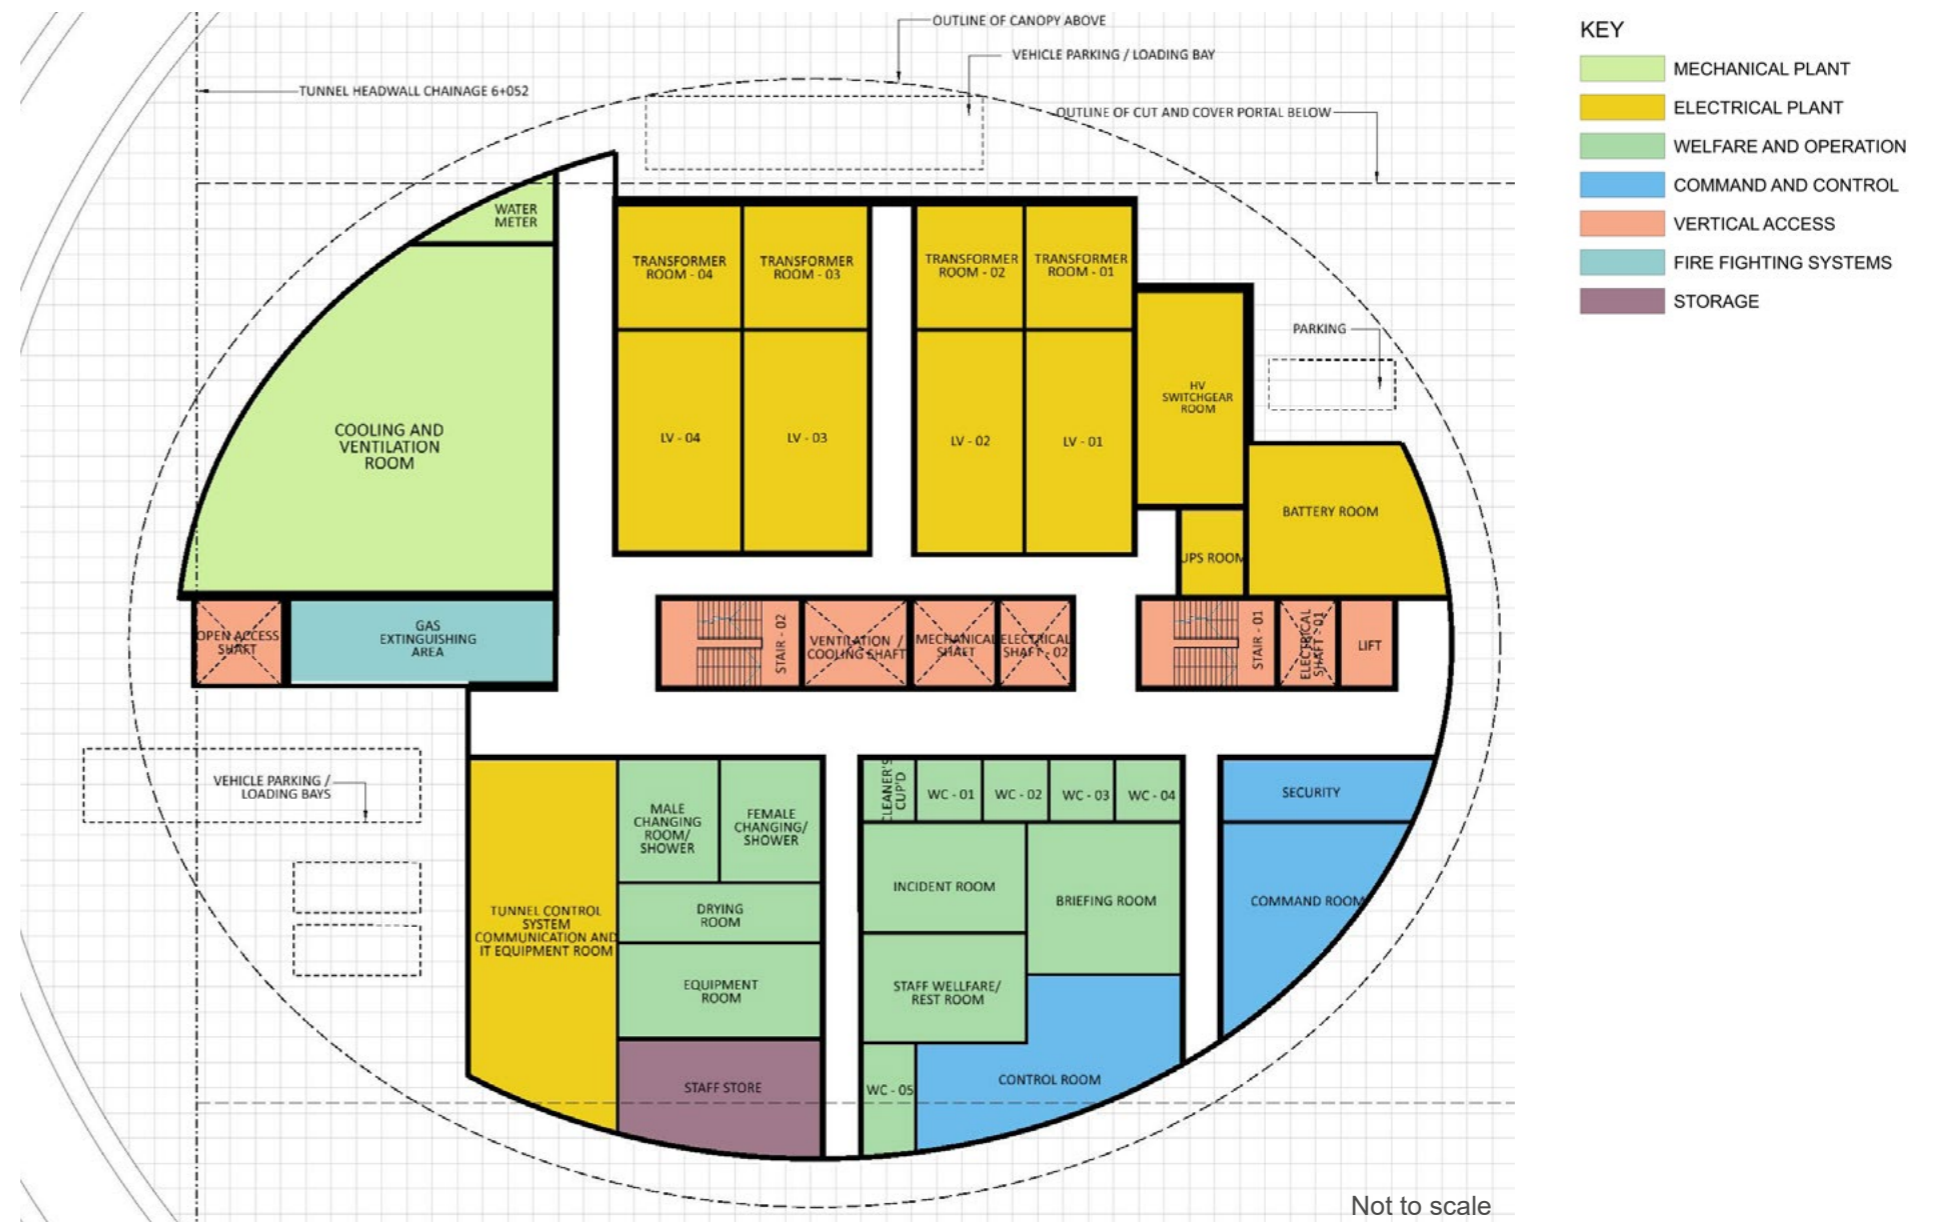 OUTLINE OF CANOPY ABOVE
VEHICLE PARKING / LOADING BAY
TUNNEL HEADWALL CHAINAGE 6+052
OUTLINE OF CUT AND COVER PORTAL BELOW
KEY
MECHANICAL PLANT
ELECTRICAL PLANT
WELFARE AND OPERATION
COMMAND AND CONTROL
VERTICAL ACCESS
FIRE FIGHTING SYSTEMS
STORAGE
WATER
METER
TRANSFORMER
ROOM - 04
TRANSFORMER
ROOM - 03
TRANSFORMER
ROOM - 02
TRANSFORMER
ROOM - 01
PARKING
HV
SWITCHGEAR
ROOM
COOLING AND
VENTILATION
ROOM
LV - 04
LV - 03
LV - 02
LV - 01
BATTERY ROOM
UPS ROOM
OPEN ACCESS
SHAFT
GAS
EXTINGUISHING
AREA
STAIR - 02
VENTILATION /
COOLING SHAFT
MECHANICAL
SHAFT
ELECTRICAL
SHAFT - 02
STAIR - 01
ELECTRICAL
SHAFT - 01
LIFT
VEHICLE PARKING /
LOADING BAYS
MALE
CHANGING
ROOM/
SHOWER
FEMALE
CHANGING/
SHOWER
CLEANER'S
CUP'D
WC - 01
WC - 02
WC - 03
WC - 04
SECURITY
INCIDENT ROOM
BRIEFING ROOM
COMMAND ROOM
TUNNEL CONTROL
SYSTEM
COMMUNICATION AND
IT EQUIPMENT ROOM
DRYING
ROOM
EQUIPMENT
ROOM
STAFF WELLFARE/
REST ROOM
STAFF STORE
WC - 05
CONTROL ROOM
Not to scale